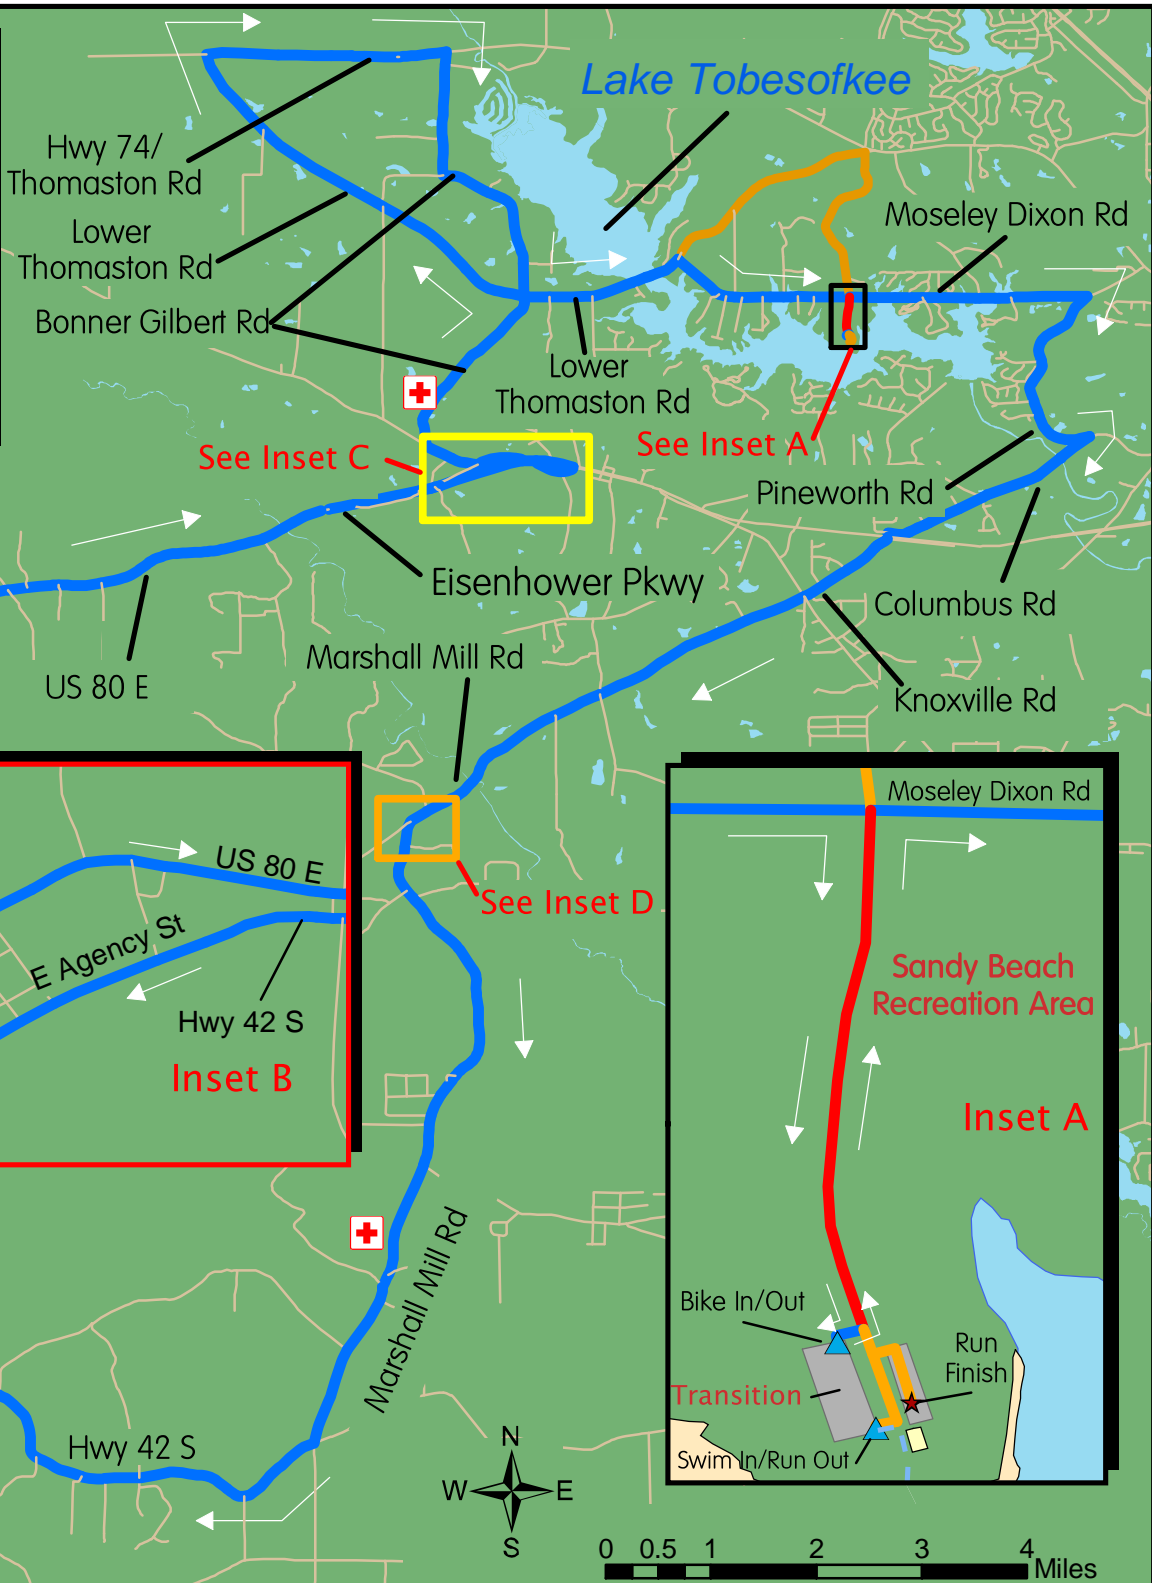 Lake Tobesofkee
Hwy 74/
Thomaston Rd
Lower
Thomaston Rd
Moseley Dixon Rd
Bonner Gilbert Rd
Lower
Thomaston Rd
See Inset A
See Inset C
Pineworth Rd
Eisenhower Pkwy
Columbus Rd
US 80 E
Marshall Mill Rd
Knoxville Rd
Moseley Dixon Rd
US 80 E
See Inset D
E Agency St
Sandy Beach
Recreation Area
Hwy 42 S
Inset B
Inset A
Marshall Mill Rd
Bike In/Out
Run
Finish
Transition
Hwy 42 S
Swim In/Run Out
N
W E
S
0 0.5 1 2 3 4
Miles